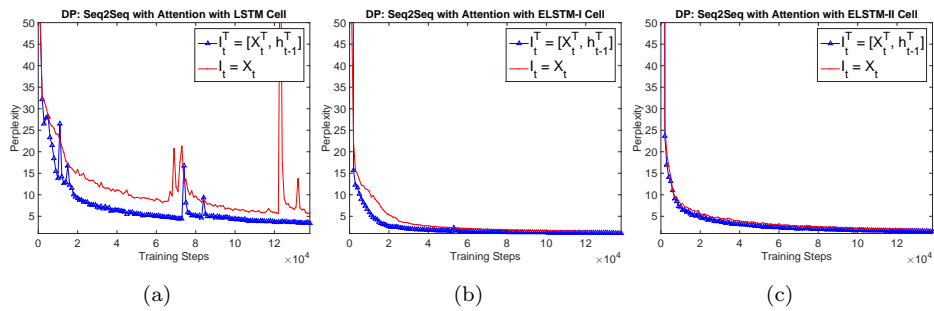 DP: Seq2Seq with Attention with LSTM Cell
50
45
40
35
30
25
20
15
10
5
Perplexity
I_t^T = [X_t^T, h_{t-1}^T]
I_t = X_t
0 2 4 6 8 10 12
×10^4
Training Steps
(a)
DP: Seq2Seq with Attention with ELSTM-I Cell
50
45
40
35
30
25
20
15
10
5
Perplexity
I_t^T = [X_t^T, h_{t-1}^T]
I_t = X_t
0 2 4 6 8 10 12
×10^4
Training Steps
(b)
DP: Seq2Seq with Attention with ELSTM-II Cell
50
45
40
35
30
25
20
15
10
5
Perplexity
I_t^T = [X_t^T, h_{t-1}^T]
I_t = X_t
0 2 4 6 8 10 12
×10^4
Training Steps
(c)